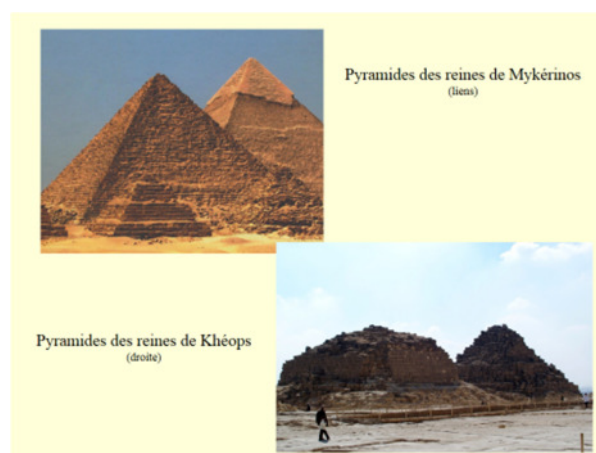 Pyramides des reines de Mykérinos
(liens)
Pyramides des reines de Khéops
(droite)